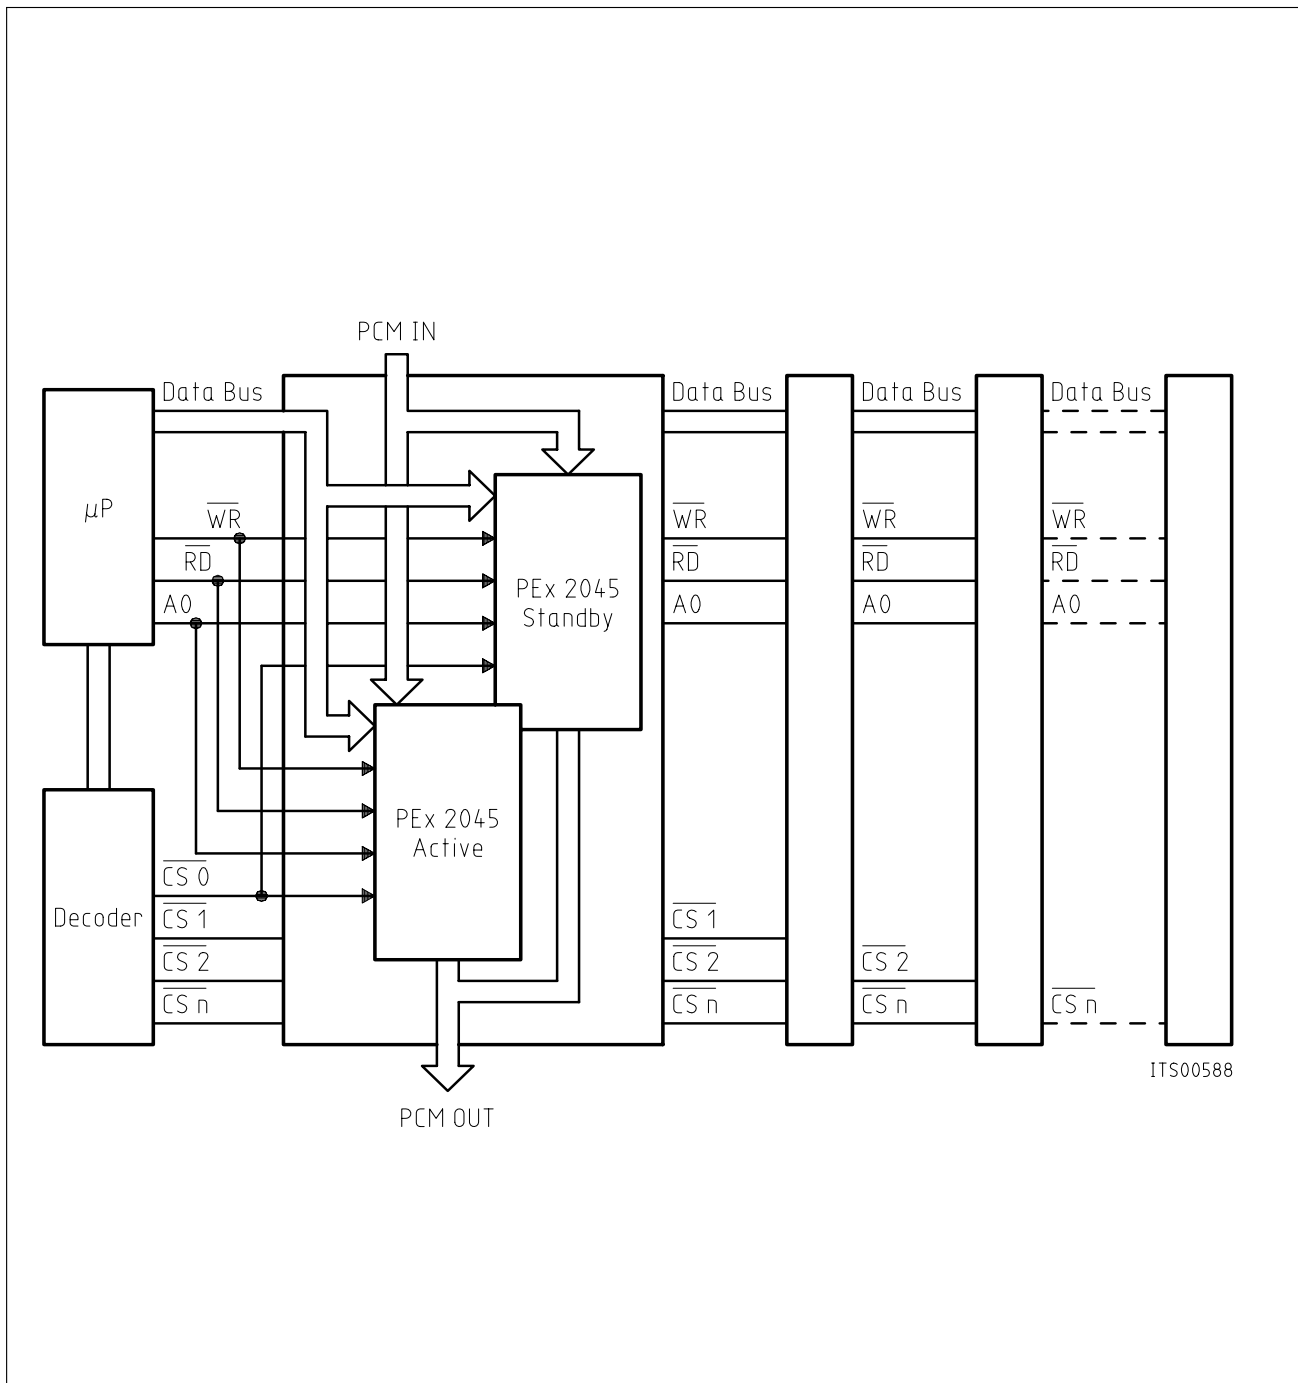 PCM IN
Data Bus
Data Bus
Data Bus
Data Bus
µP
WR
WR
WR
WR
RD
RD
RD
RD
A0
A0
A0
A0
PEx 2045
Standby
PEx 2045
Active
Decoder
CS 0
CS 1
CS 1
CS 2
CS 2
CS 2
CS n
CS n
CS n
CS n
ITS00588
PCM OUT